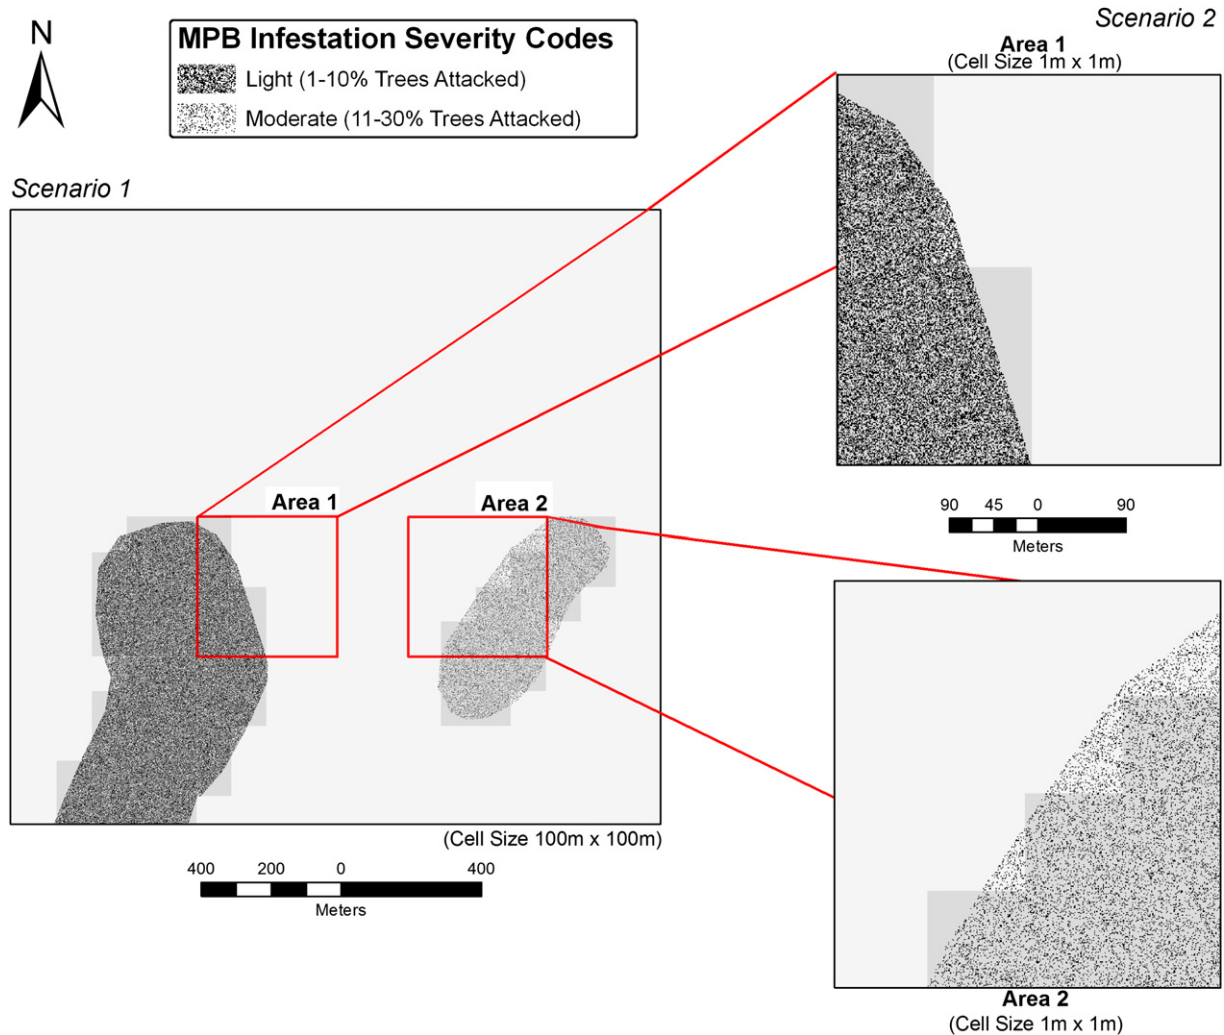 N
MPB Infestation Severity Codes
Light (1-10% Trees Attacked)
Moderate (11-30% Trees Attacked)
Scenario 2
Area 1
(Cell Size 1m x 1m)
Scenario 1
Area 1
Area 2
(Cell Size 100m x 100m)
400 200 0 400
Meters
90 45 0 90
Meters
Area 2
(Cell Size 1m x 1m)